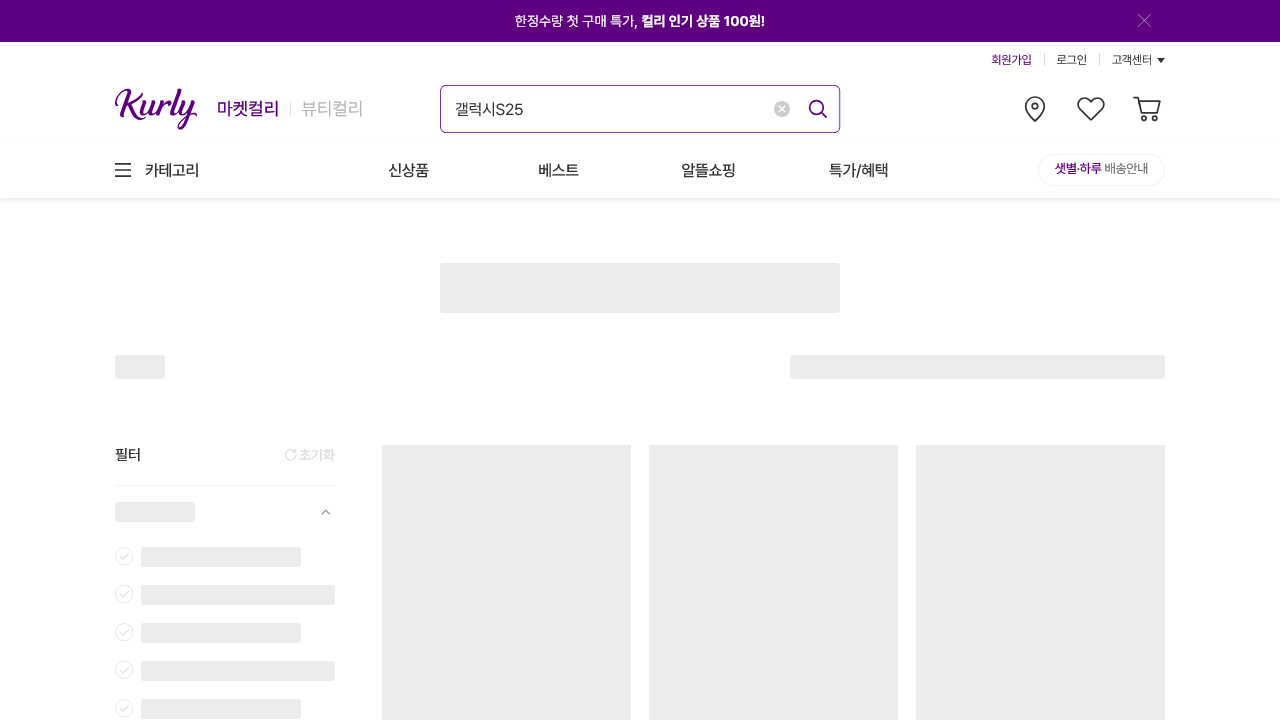 한정수량 첫 구매 특가, 컬리 인기 상품 100원!
회원가입 로그인 고객센터
Kurly 마켓컬리 뷰티컬리 갤럭시S25
카테고리 신상품 베스트 알뜰쇼핑 특가/혜택 샛별·하루 배송안내
필터 초기화